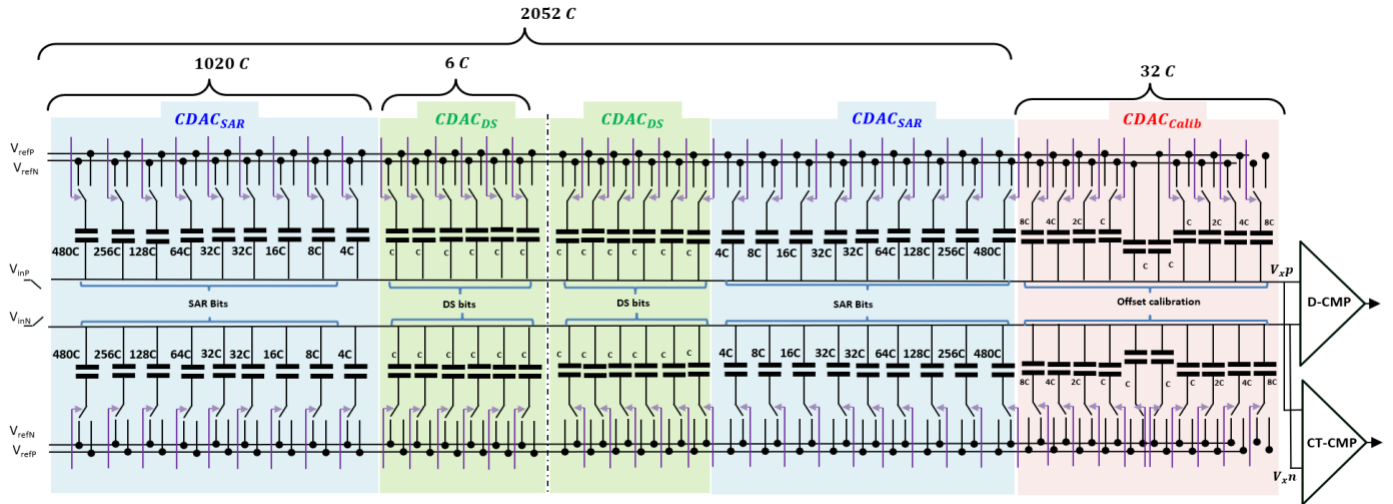 2052 C
1020 C
6 C
32 C
CDAC_SAR
CDAC_DS
CDAC_DS
CDAC_SAR
CDAC_Calib
V_refP
V_refN
8C 4C 2C C C 2C 4C 8C
480C 256C 128C 64C 32C 32C 16C 8C 4C
C C C C C C
C C C C C C
4C 8C 16C 32C 32C 64C 128C 256C 480C
C C
V_inP
V_xp
SAR Bits
DS bits
DS bits
SAR Bits
Offset calibration
D-CMP
V_inN
480C 256C 128C 64C 32C 32C 16C 8C 4C
C C C C C C
C C C C C C
4C 8C 16C 32C 32C 64C 128C 256C 480C
8C 4C 2C C C C C 2C 4C 8C
V_refN
V_refP
CT-CMP
V_xn